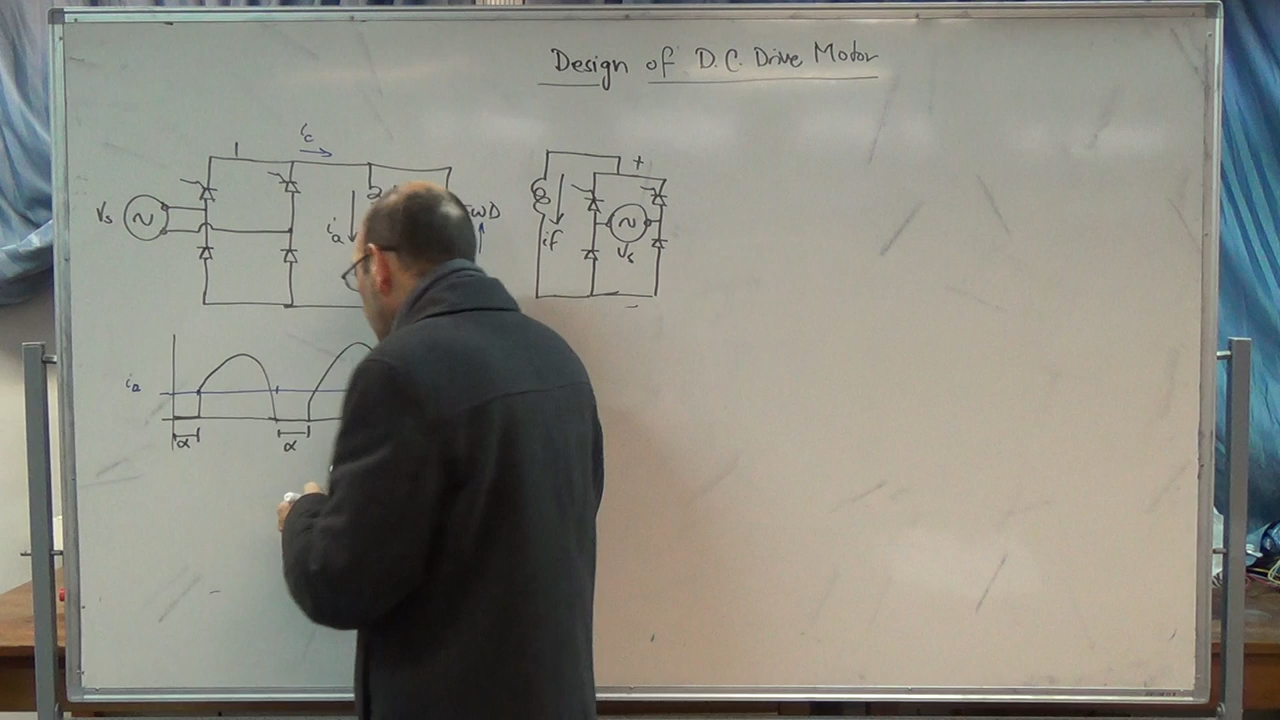 Design of D.C. Drive Motor
ic
+
Vs
ia
FWD
if
Vs
-
ia
α
α